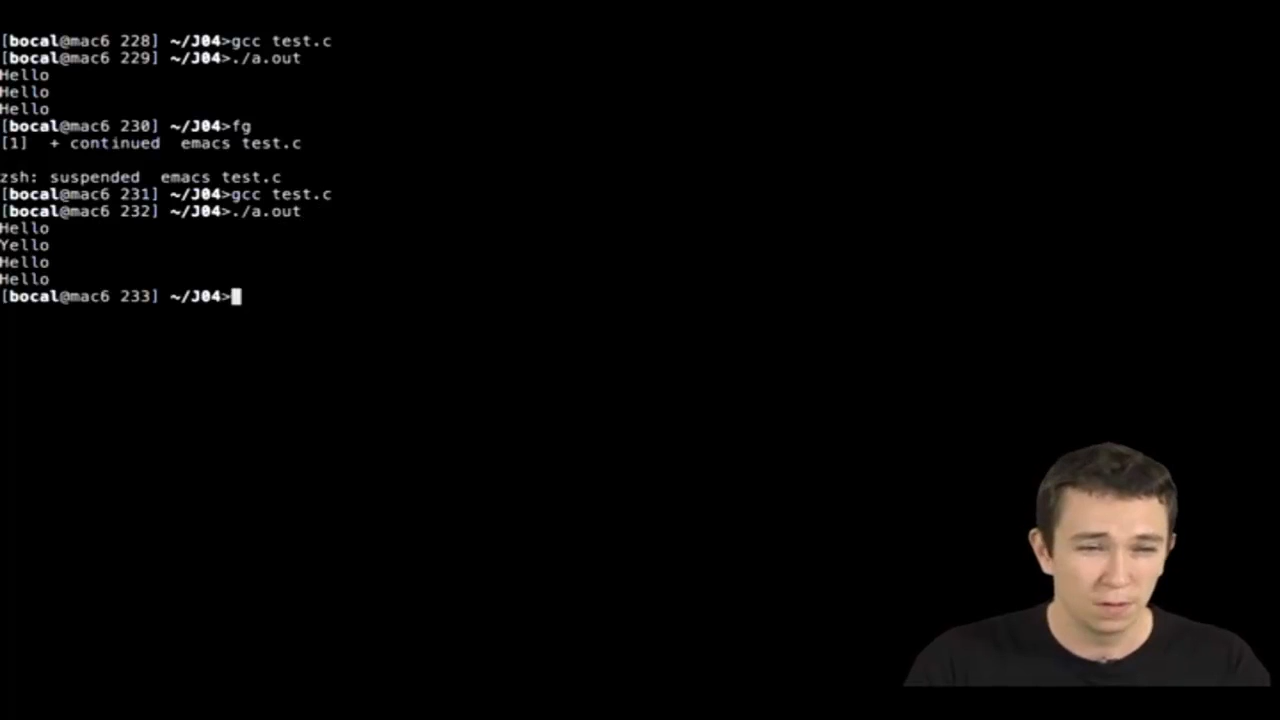 [bocal@mac6 228] ~/J04>gcc test.c
[bocal@mac6 229] ~/J04>./a.out
Hello
Hello
Hello
[bocal@mac6 230] ~/J04>fg
[1]  + continued  emacs test.c
zsh: suspended  emacs test.c
[bocal@mac6 231] ~/J04>gcc test.c
[bocal@mac6 232] ~/J04>./a.out
Hello
Yello
Hello
Hello
[bocal@mac6 233] ~/J04>